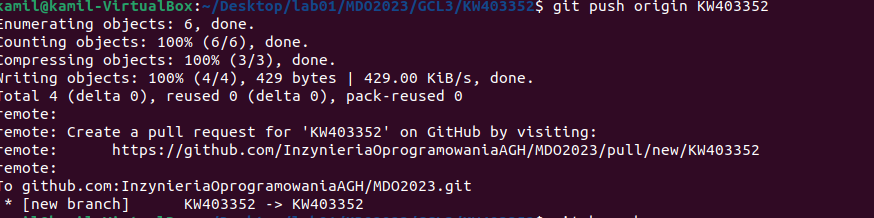 kamil@kamil-VirtualBox:~/Desktop/lab01/MDO2023/GCL3/KW403352$ git push origin KW403352
Enumerating objects: 6, done.
Counting objects: 100% (6/6), done.
Compressing objects: 100% (3/3), done.
Writing objects: 100% (4/4), 429 bytes | 429.00 KiB/s, done.
Total 4 (delta 0), reused 0 (delta 0), pack-reused 0
remote:
remote: Create a pull request for 'KW403352' on GitHub by visiting:
remote:      https://github.com/InzynieriaOprogramowaniaAGH/MDO2023/pull/new/KW403352
remote:
To github.com:InzynieriaOprogramowaniaAGH/MDO2023.git
 * [new branch]      KW403352 -> KW403352